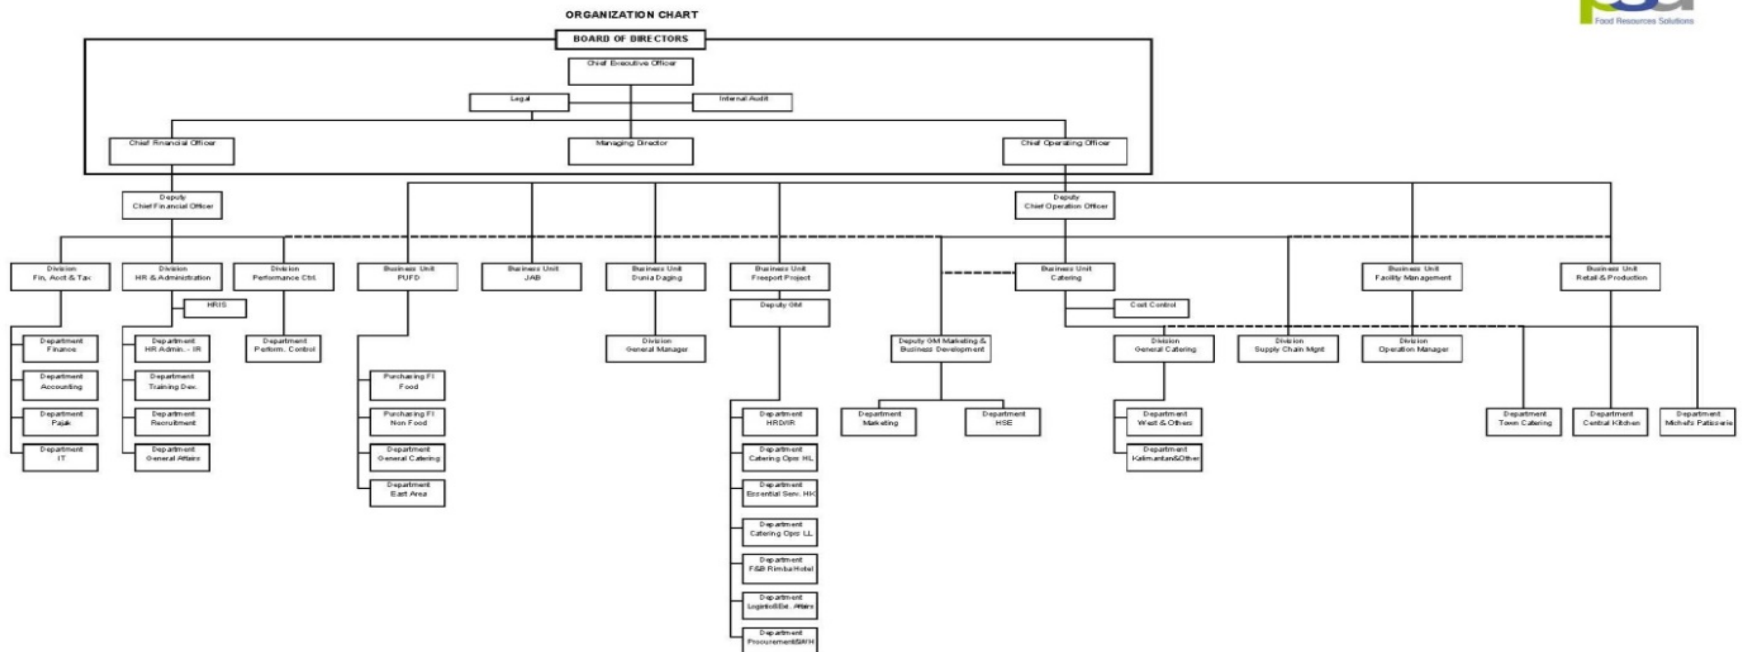 ORGANIZATION CHART
Food Resources Solutions
BOARD OF DIRECTORS
Chief Executive Officer
Legal
Internal Audit
Chief Financial Officer
Managing Director
Chief Operating Officer
Deputy
Chief Financial Officer
Deputy
Chief Operation Officer
Division
Fin, Acct & Tax
Division
HR & Administration
Division
Performance Ctrl.
Business Unit
PUFD
Business Unit
JAB
Business Unit
Dunia Daging
Business Unit
Freeport Project
Business Unit
Catering
Business Unit
Facility Management
Business Unit
Retail & Production
HRIS
Deputy GM
Cost Control
Department
Finance
Department
HR Admin. - IR
Department
Perform. Control
Division
General Manager
Deputy GM Marketing &
Business Development
Division
General Catering
Division
Supply Chain Mgnt
Division
Operation Manager
Department
Accounting
Department
Training Dev.
Purchasing FI
Food
Department
Pajak
Department
Recruitment
Purchasing FI
Non Food
Department
HRD/IR
Department
Marketing
Department
HSE
Department
West & Others
Department
Town Catering
Department
Central Kitchen
Department
Michel's Patisserie
Department
IT
Department
General Affairs
Department
General Catering
Department
Catering Oprs HL
Department
Kalimantan&Other
Department
East Area
Department
Essential Serv. HK
Department
Catering Oprs LL
Department
F&B Rimba Hotel
Department
Logistic&Ext. Affairs
Department
Procurement&WH